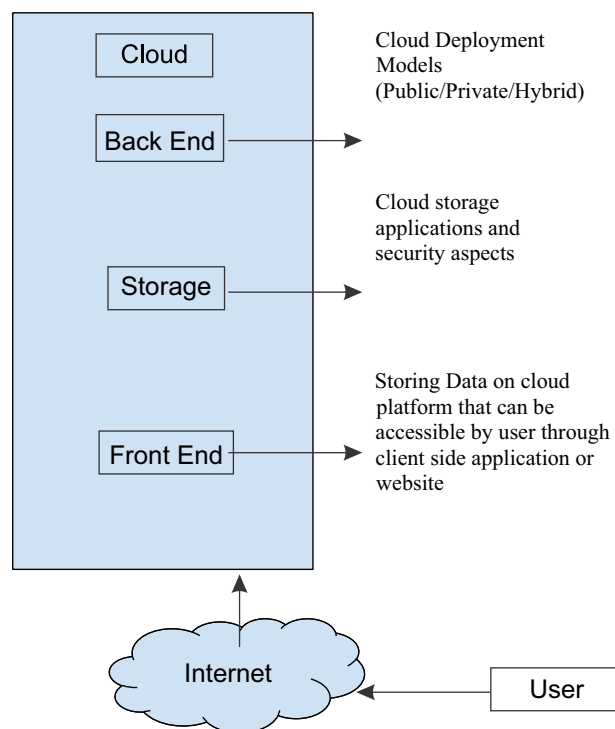 Cloud
Cloud Deployment
Models
(Public/Private/Hybrid)
Back End
Cloud storage
applications and
security aspects
Storage
Storing Data on cloud
platform that can be
accessible by user through
client side application or
website
Front End
Internet
User